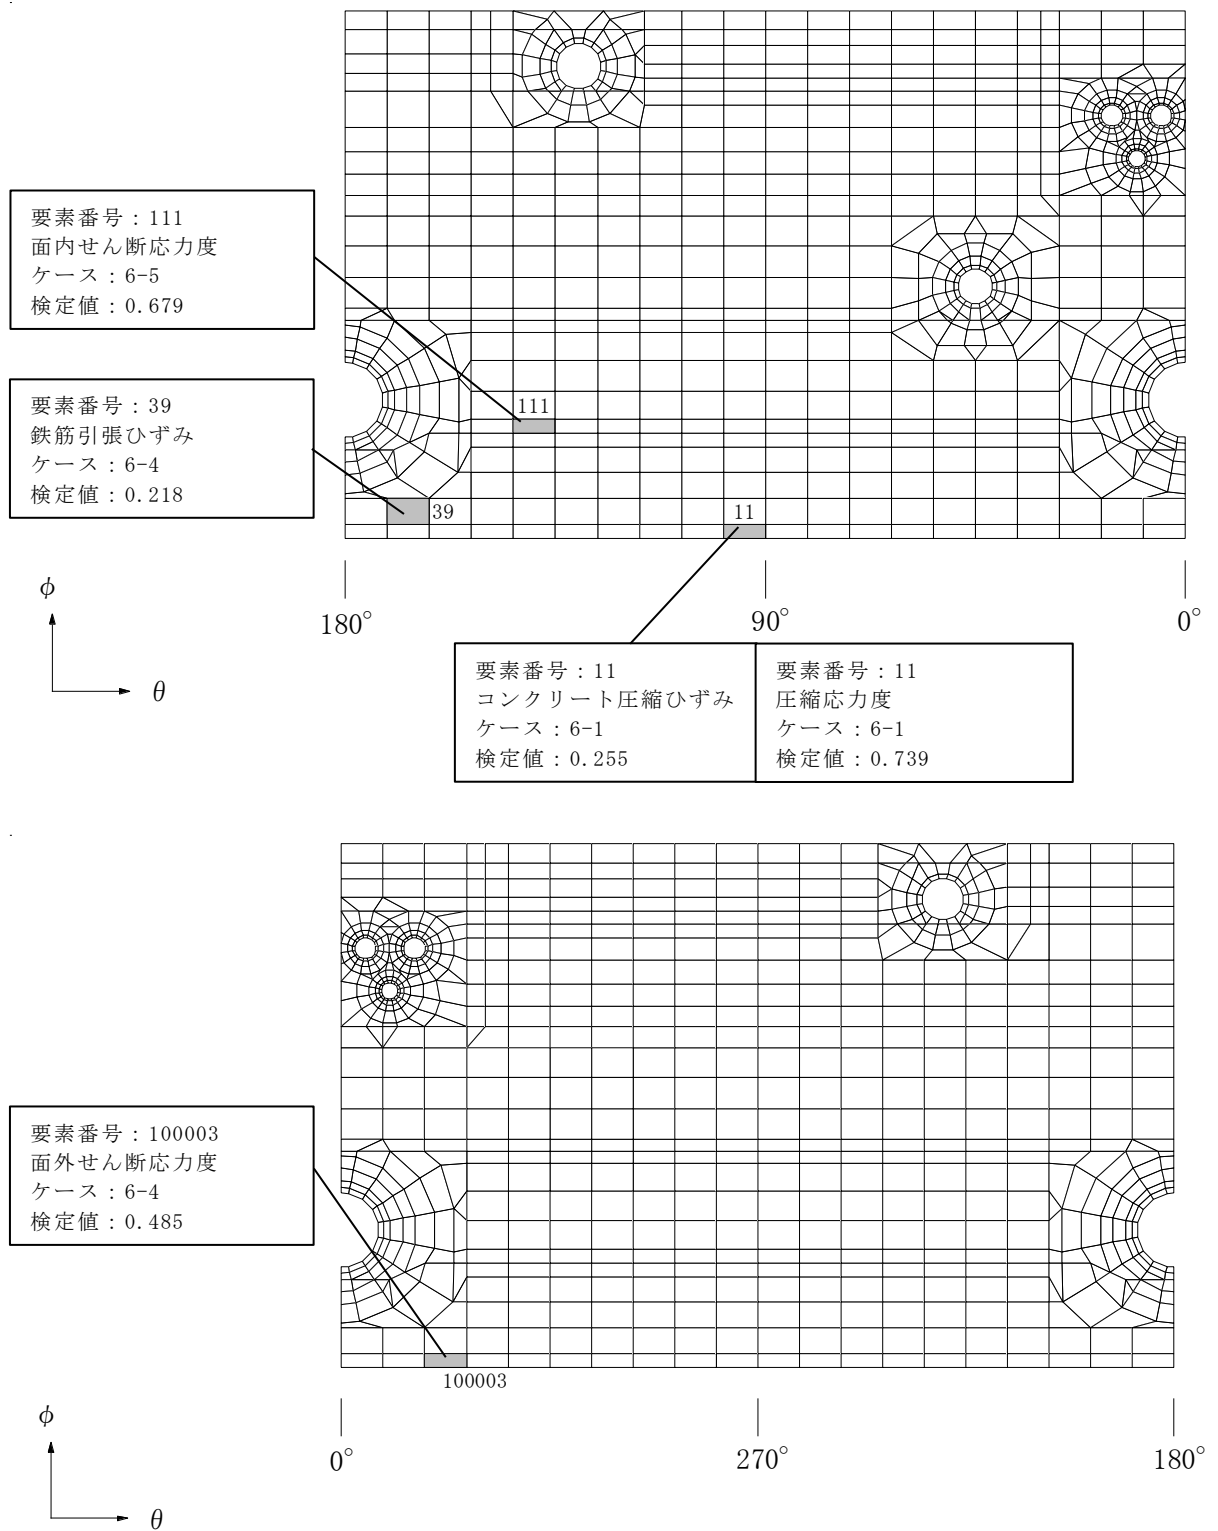 要素番号：111
面内せん断応力度
ケース：6-5
検定値：0.679
要素番号：39
鉄筋引張ひずみ
ケース：6-4
検定値：0.218
111
39
11
φ
θ
180°
90°
0°
要素番号：11
コンクリート圧縮ひずみ
ケース：6-1
検定値：0.255
要素番号：11
圧縮応力度
ケース：6-1
検定値：0.739
要素番号：100003
面外せん断応力度
ケース：6-4
検定値：0.485
100003
φ
θ
0°
270°
180°